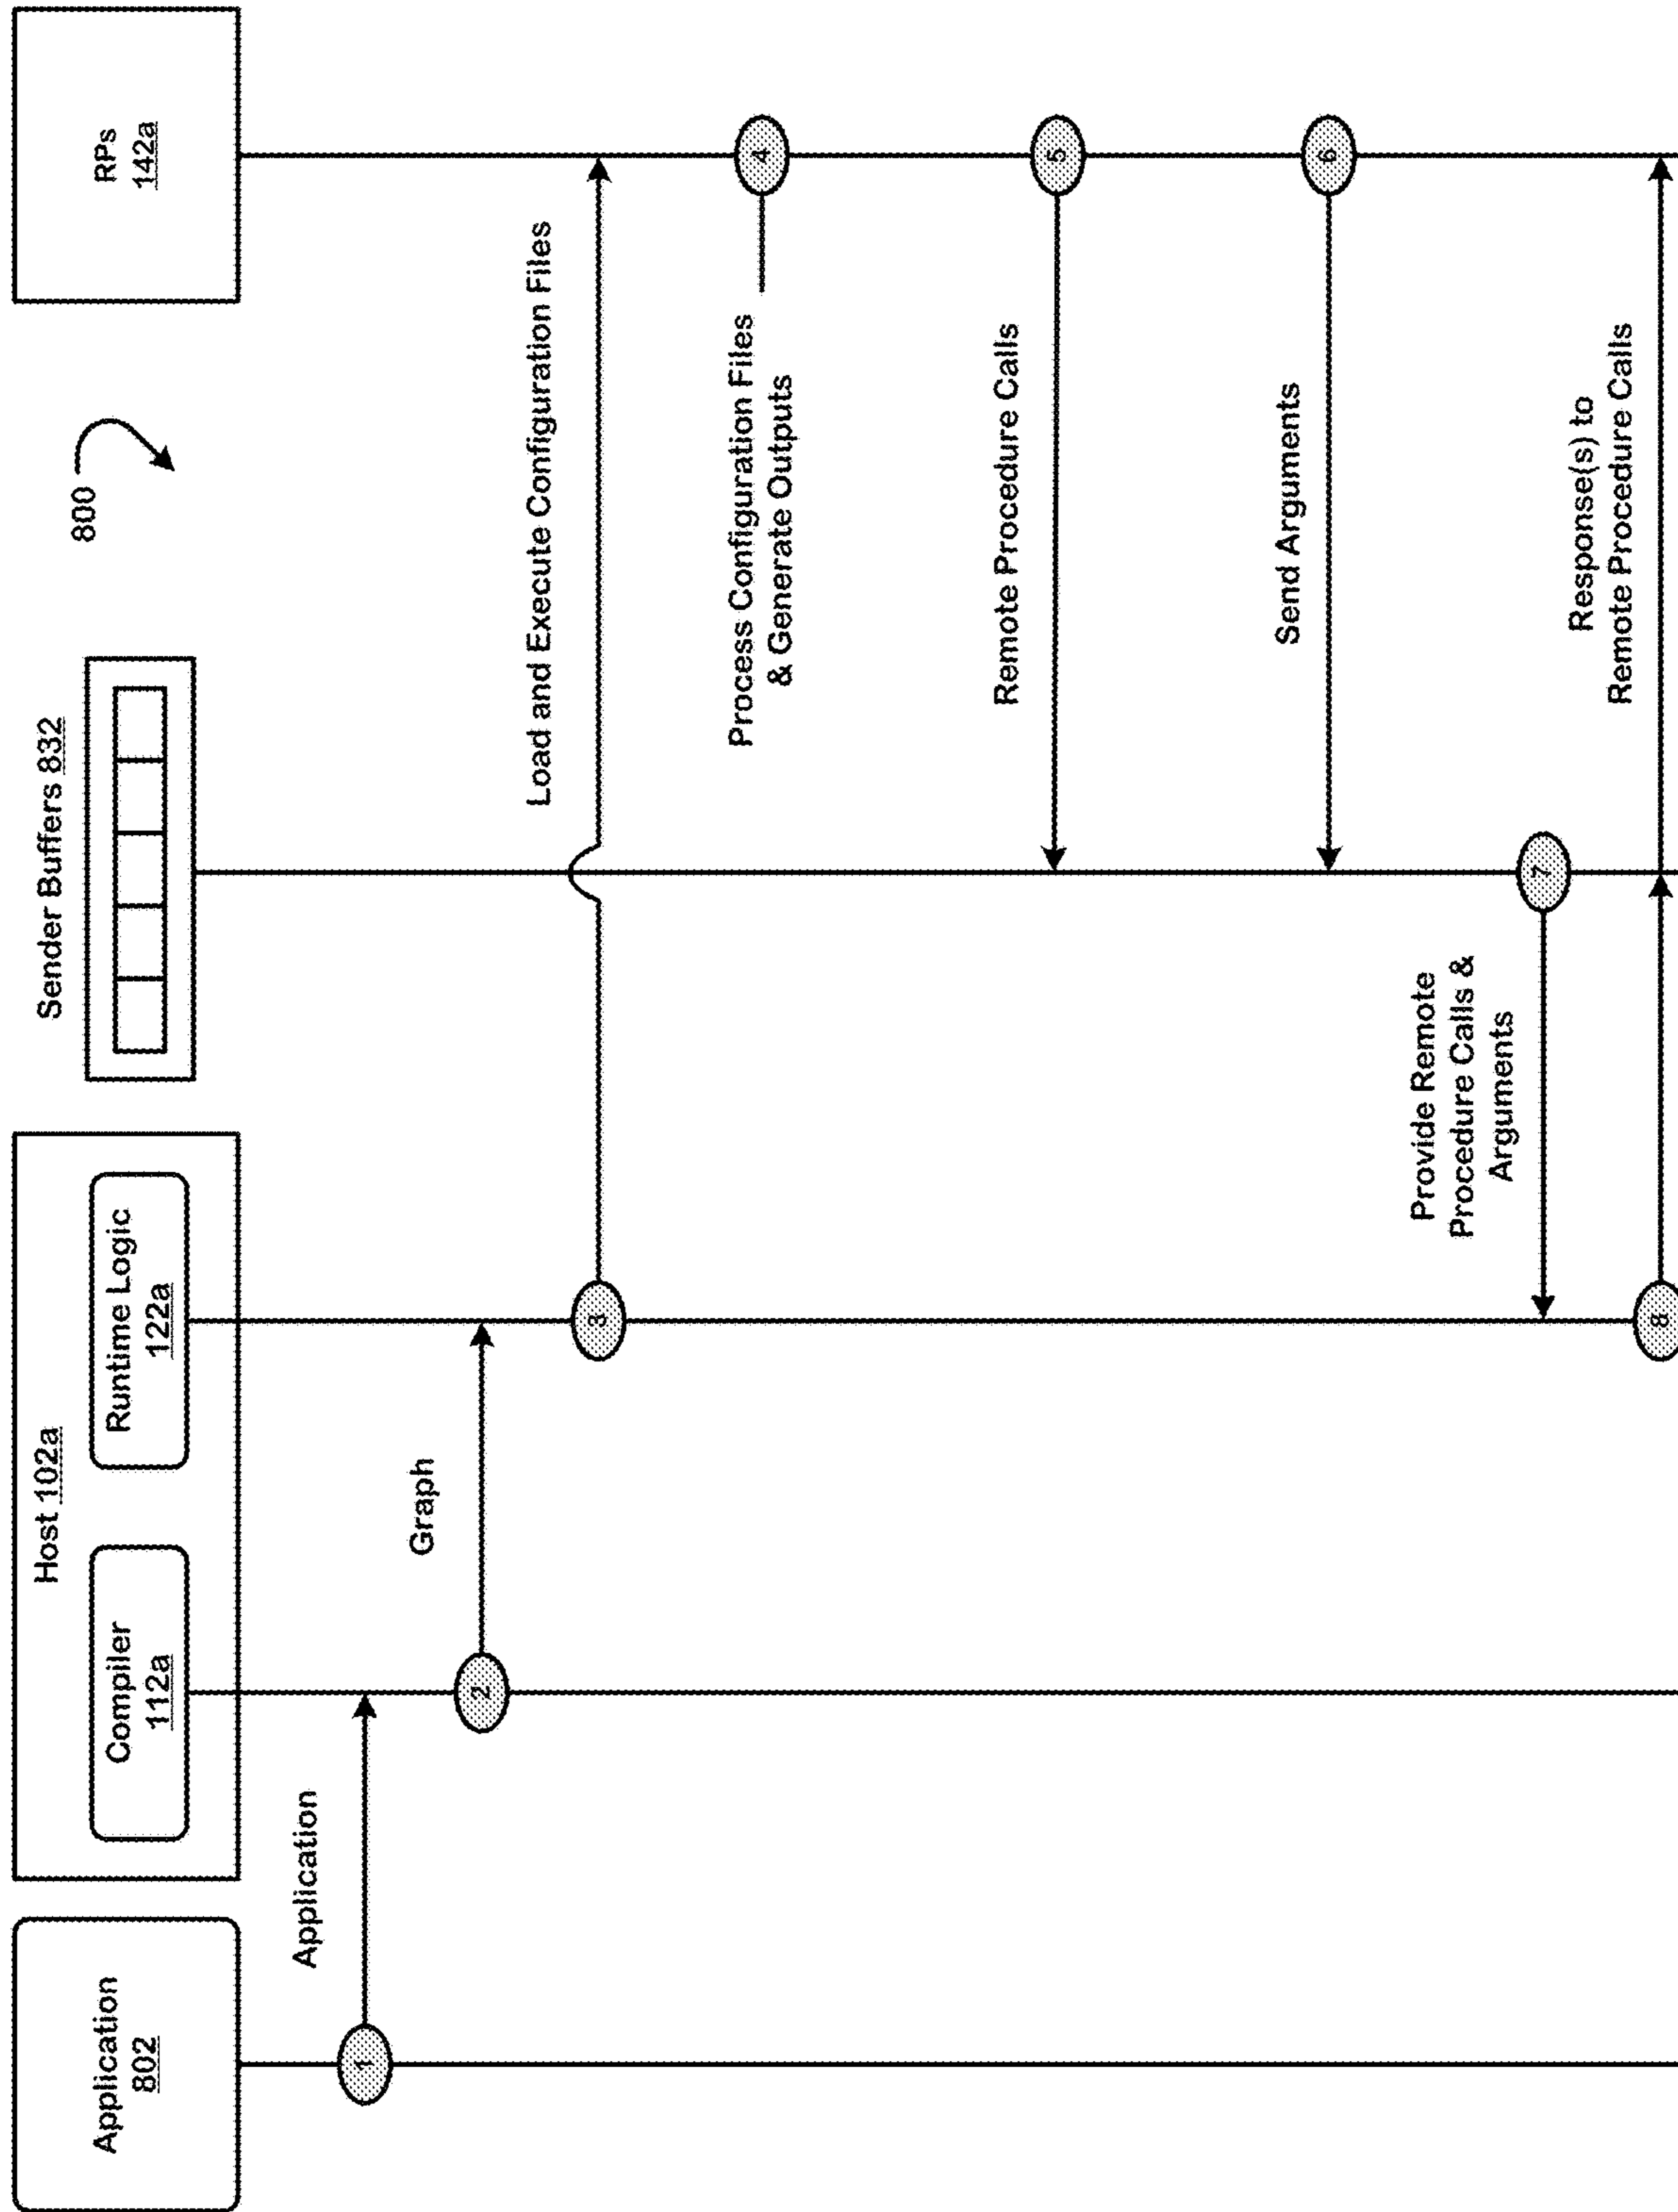 800
Application
802
Host 102a
Compiler
112a
Runtime Logic
122a
Sender Buffers 832
RPs
142a
Application
1
Graph
2
3
Load and Execute Configuration Files
4
Process Configuration Files
& Generate Outputs
5
Remote Procedure Calls
6
Send Arguments
7
Provide Remote
Procedure Calls &
Arguments
8
Response(s) to
Remote Procedure Calls